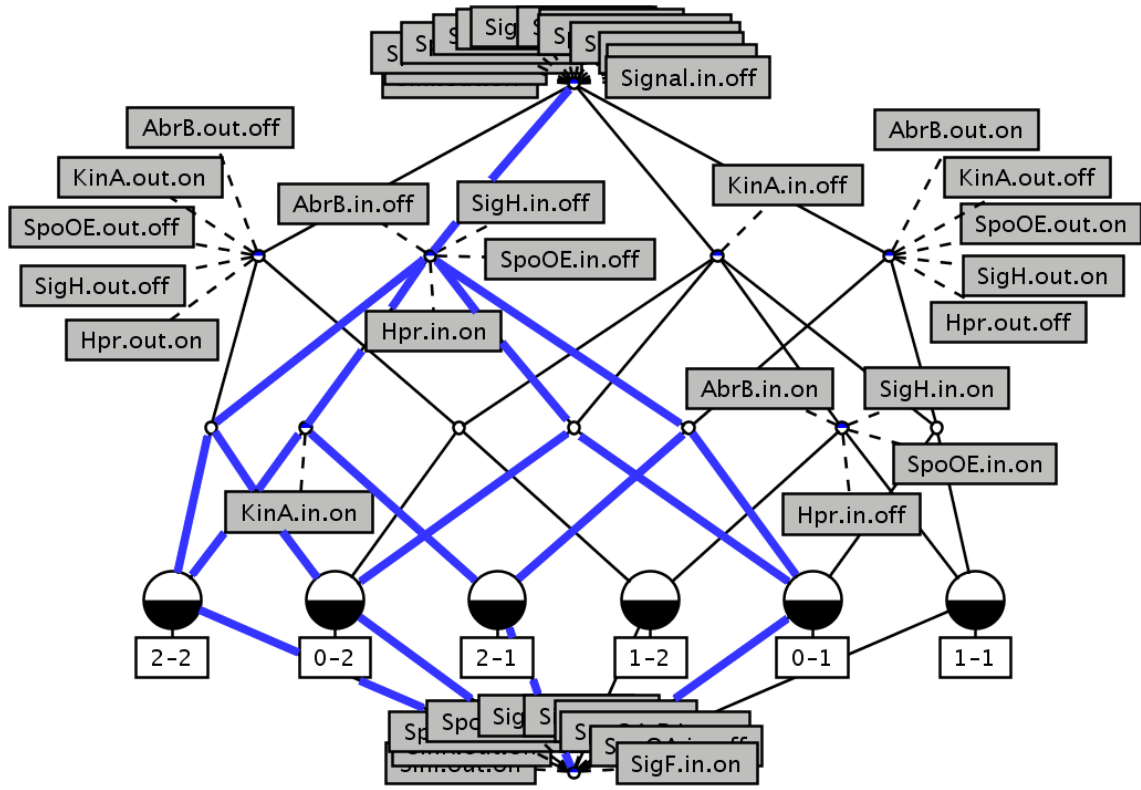 Signal.in.off
AbrB.out.off
AbrB.out.on
KinA.out.on
KinA.in.off
KinA.out.off
AbrB.in.off
SigH.in.off
SpoOE.out.off
SpoOE.out.on
SpoOE.in.off
SigH.out.off
SigH.out.on
Hpr.out.on
Hpr.in.on
Hpr.out.off
AbrB.in.on
SigH.in.on
SpoOE.in.on
KinA.in.on
Hpr.in.off
2-2
0-2
2-1
1-2
0-1
1-1
SigF.in.on